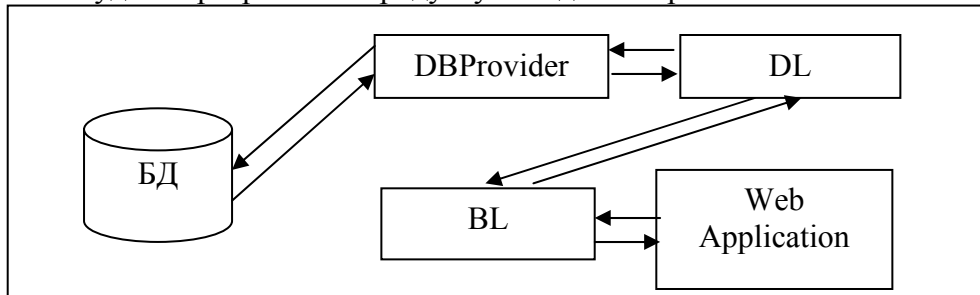 DBProvider
DL
БД
BL
Web
Application